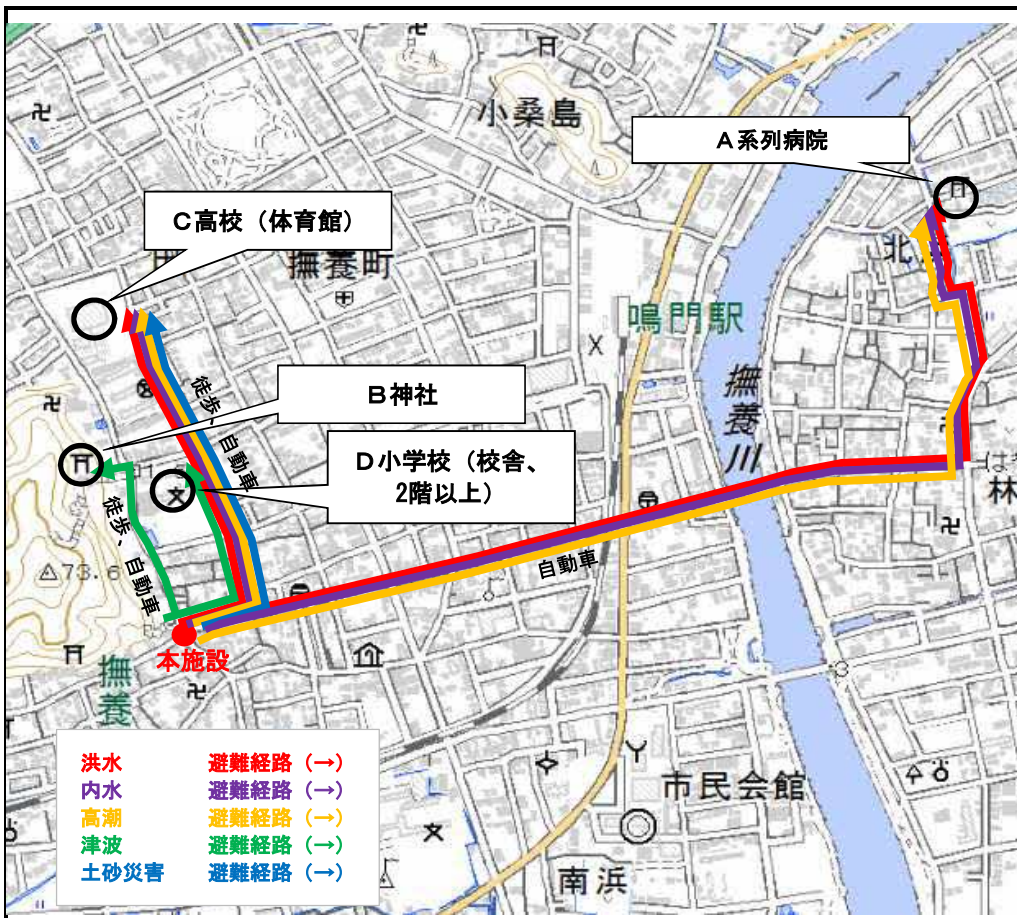 小桑島
A系列病院
C高校（体育館）
撫養町
鳴門駅
撫養川
B神社
D小学校（校舎、
2階以上）
徒歩、自動車
徒歩、自動車
自動車
73.6
林
本施設
撫養
市民会館
南浜
洪水 避難経路（→）
内水 避難経路（→）
高潮 避難経路（→）
津波 避難経路（→）
土砂災害 避難経路（→）